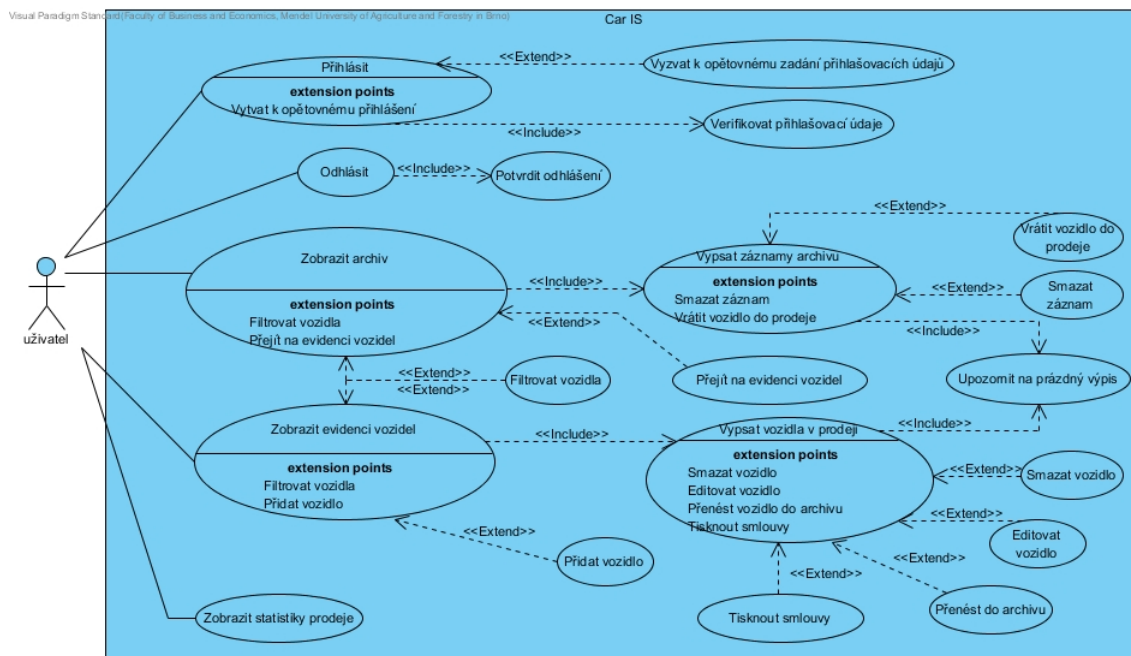 Visual Paradigm Standard(Faculty of Business and Economics, Mendel University of Agriculture and Forestry in Brno)
Car IS
Přihlásit
extension points
Vytvat k opětovnému přihlášení
<<Extend>>
Vyzvat k opětovnému zadání přihlašovacích údajů
<<Include>>
Verifikovat přihlašovací údaje
Odhlásit
<<Include>>
Potvrdit odhlášení
<<Extend>>
Vrátit vozidlo do
prodeje
Zobrazit archiv
extension points
Filtrovat vozidla
Přejít na evidenci vozidel
<<Include>>
Vypsat záznamy archivu
extension points
Smazat záznam
Vrátit vozidlo do prodeje
<<Extend>>
Smazat
záznam
<<Extend>>
<<Include>>
uživatel
<<Extend>>
<<Extend>>
Filtrovat vozidla
Přejít na evidenci vozidel
Upozornit na prázdný výpis
Zobrazit evidenci vozidel
extension points
Filtrovat vozidla
Přidat vozidlo
<<Include>>
Vypsat vozidla v prodeji
extension points
Smazat vozidlo
Editovat vozidlo
Přenést vozidlo do archivu
Tisknout smlouvy
<<Include>>
<<Extend>>
Smazat vozidlo
<<Extend>>
Editovat
vozidlo
<<Extend>>
Přidat vozidlo
<<Extend>>
<<Extend>>
Zobrazit statistiky prodeje
Tisknout smlouvy
Přenést do archivu